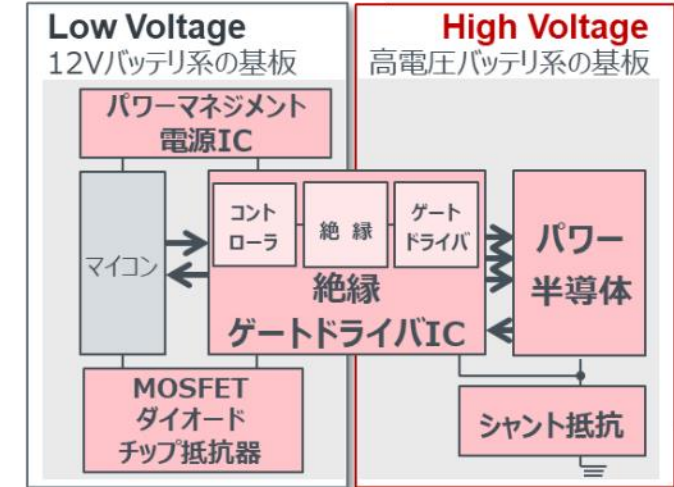 Low Voltage
12Vバッテリ系の基板
High Voltage
高電圧バッテリ系の基板
パワーマネジメント
電源IC
マイコン
コント
ローラ
絶 縁
ゲート
ドライバ
絶縁
ゲートドライバIC
パワー
半導体
MOSFET
ダイオード
チップ抵抗器
シャント抵抗